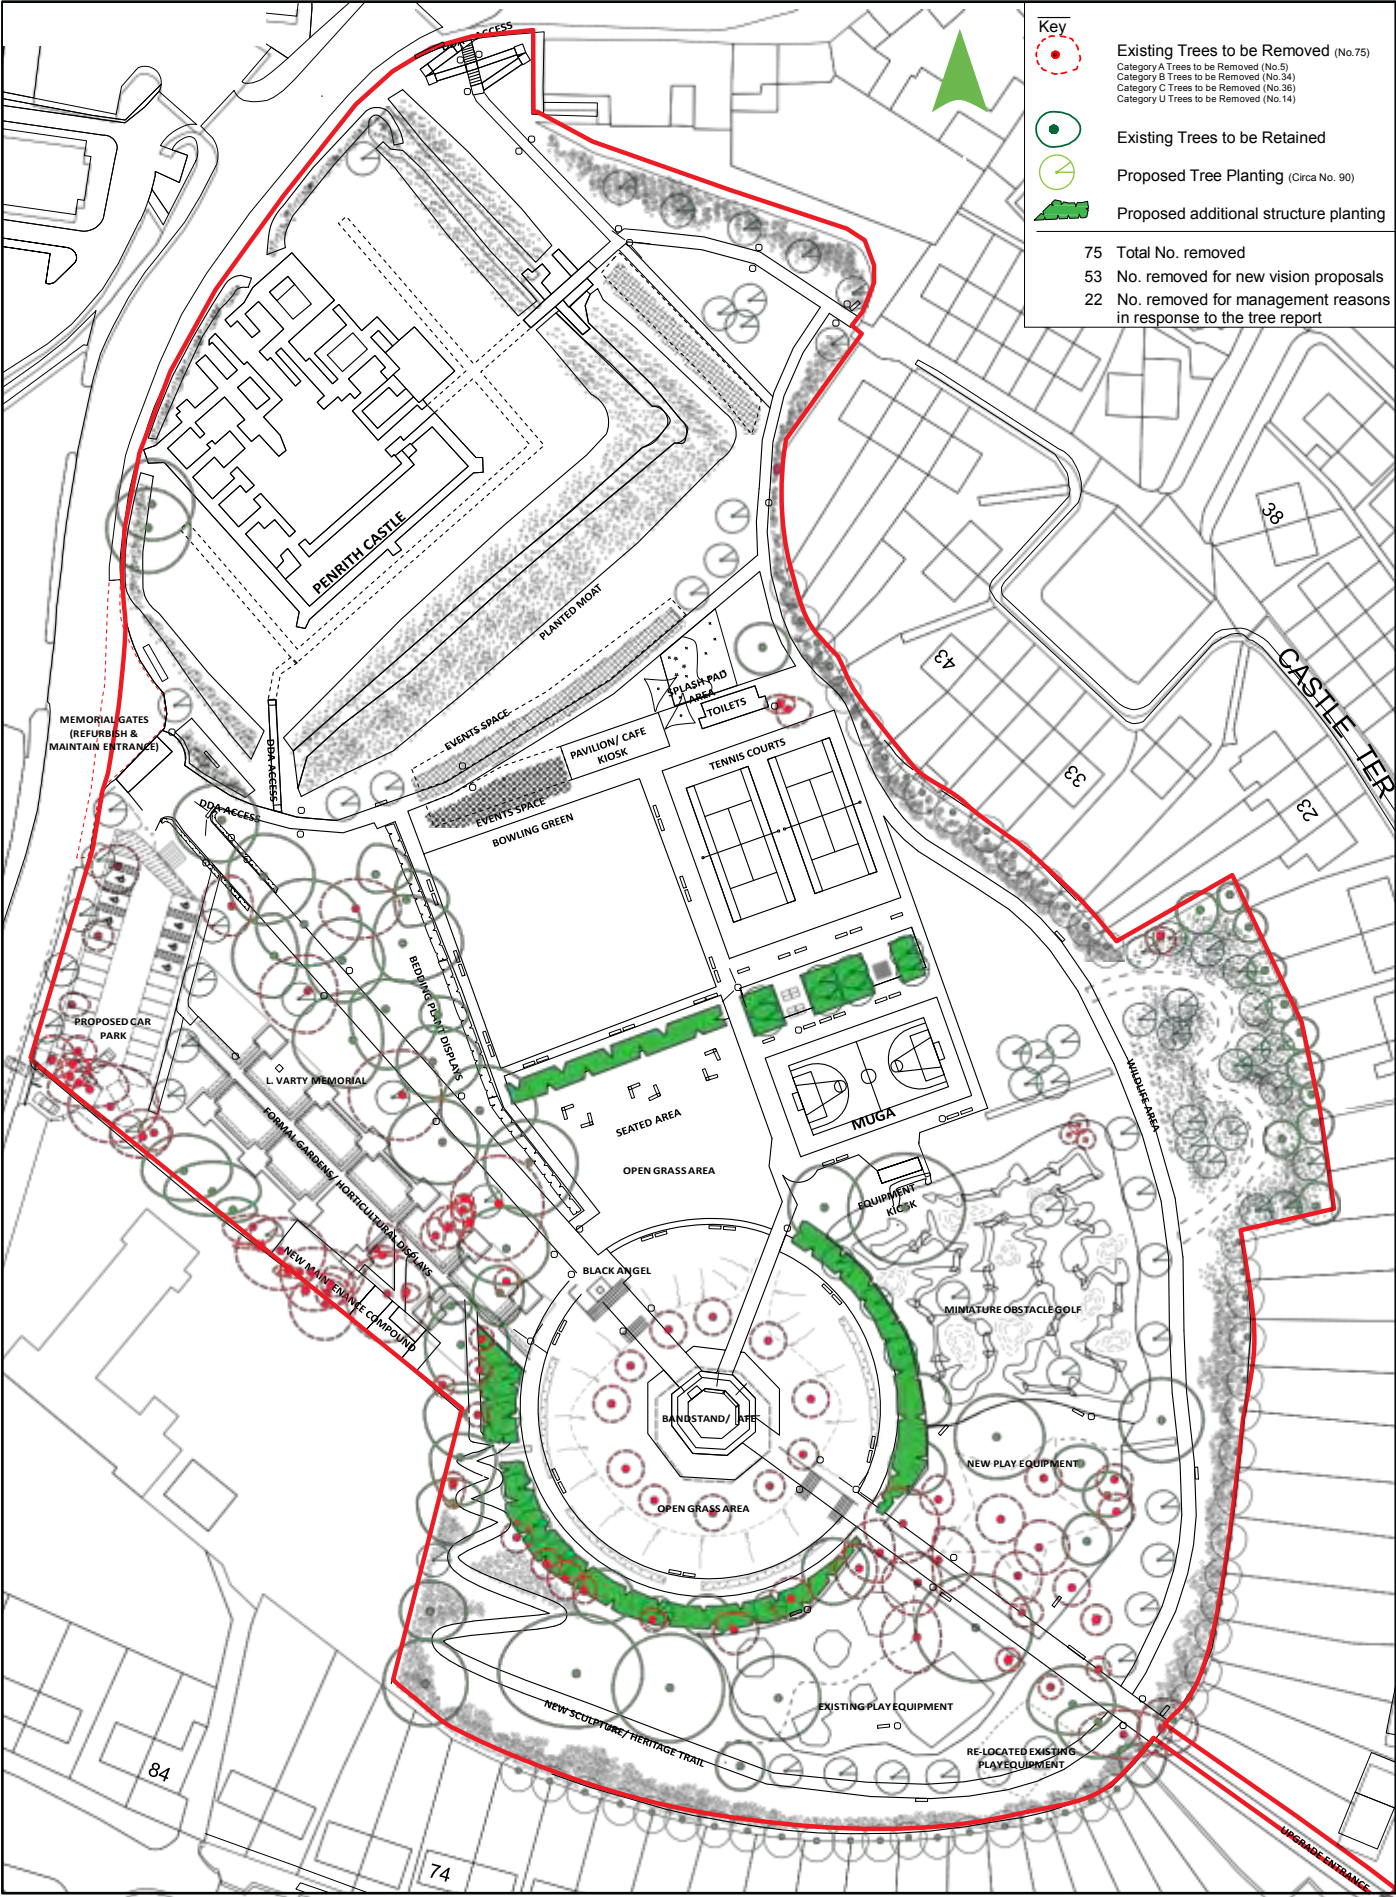 Key
Existing Trees to be Removed (No.75)
Category A Trees to be Removed (No.5)
Category B Trees to be Removed (No.34)
Category C Trees to be Removed (No.36)
Category U Trees to be Removed (No.14)
Existing Trees to be Retained
Proposed Tree Planting (Circa No. 90)
Proposed additional structure planting
75 Total No. removed
53 No. removed for new vision proposals
22 No. removed for management reasons
in response to the tree report
ACCESS
38
PENRITH CASTLE
PLANTED MOAT
43
CASTLE TER
SPLASH PAD
AREA
TOILETS
MEMORIAL GATES
(REFURBISH &
MAINTAIN ENTRANCE)
EVENTS SPACE
PAVILION/ CAFE
KIOSK
TENNIS COURTS
33
23
DDA ACCESS
DDA ACCESS
EVENTS SPACE
BOWLING GREEN
BEDDING PLANT DISPLAYS
PROPOSED CAR
PARK
L. VARTY MEMORIAL
WILDLIFE AREA
SEATED AREA
MUGA
FORMAL GARDENS/ HORTICULTURAL DISPLAYS
OPEN GRASS AREA
EQUIPMENT
KIOSK
BLACK ANGEL
NEW MAINTENANCE COMPOUND
MINIATURE OBSTACLE GOLF
BANDSTAND/
NEW PLAY EQUIPMENT
OPEN GRASS AREA
NEW SCULPTURE/ HERITAGE TRAIL
EXISTING PLAY EQUIPMENT
RE-LOCATED EXISTING
PLAY EQUIPMENT
84
74
UPGRADE ENTRANCE